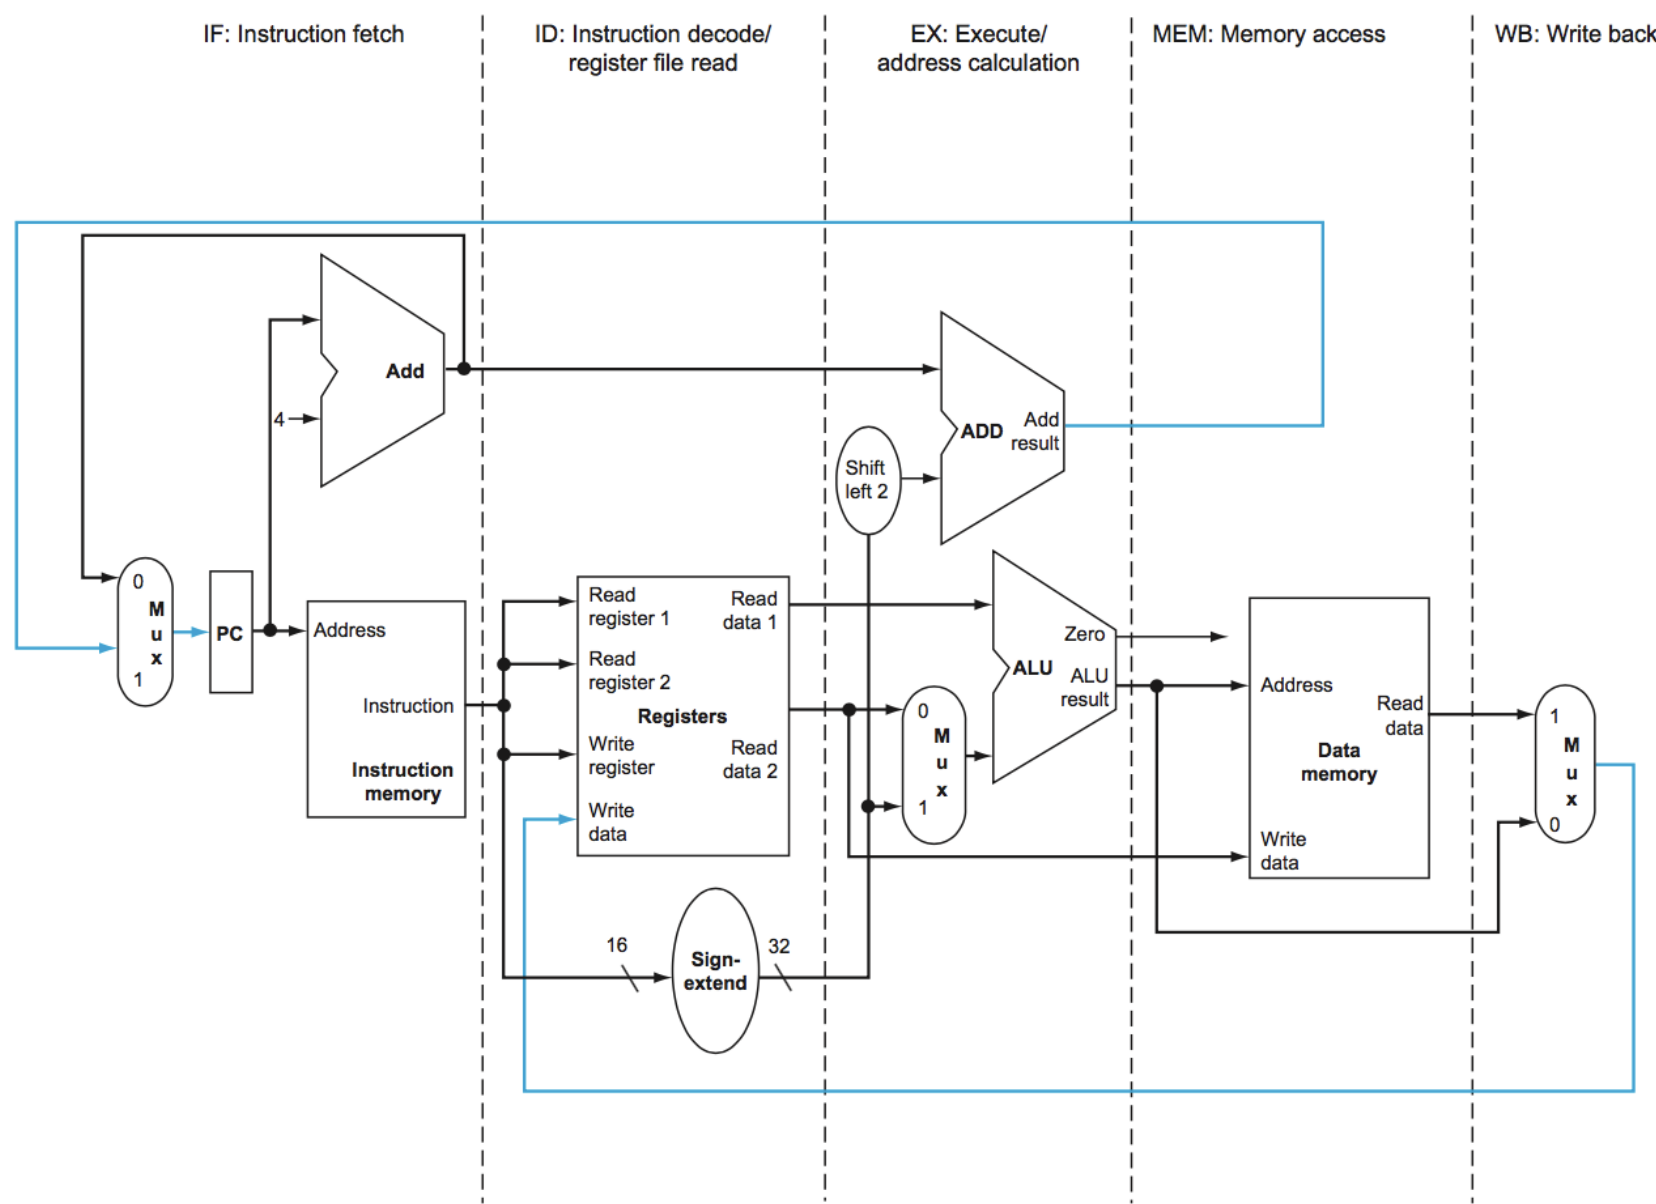 IF: Instruction fetch
ID: Instruction decode/
register file read
EX: Execute/
address calculation
MEM: Memory access
WB: Write back
Add
4
0
M
u
x
1
PC
Address
Instruction
Instruction
memory
Read
register 1
Read
data 1
Read
register 2
Registers
Write
register
Read
data 2
Write
data
16
Sign-
extend
32
Shift
left 2
ADD
Add
result
0
M
u
x
1
Zero
ALU
ALU
result
Address
Read
data
Data
memory
Write
data
1
M
u
x
0